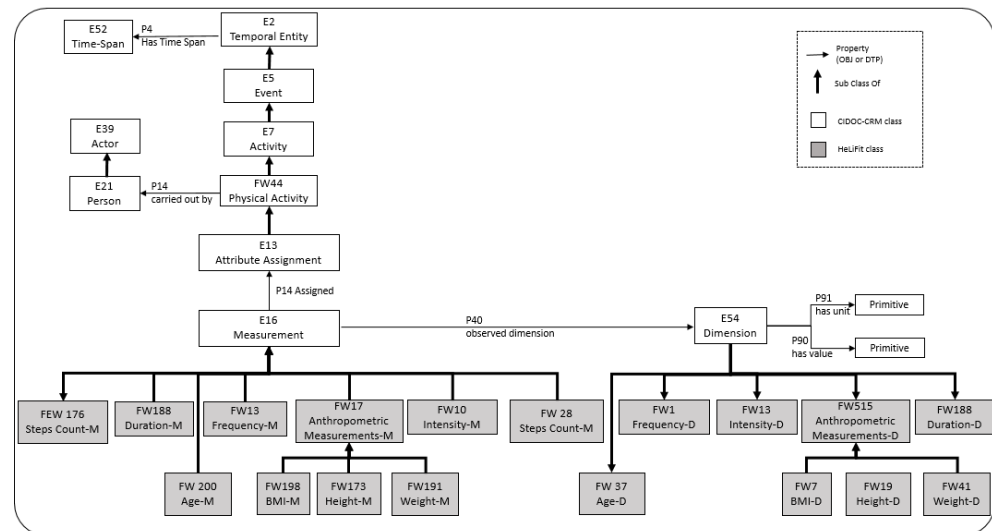 E2
Temporal Entity
P4
Has Time Span
E52
Time-Span
E5
Event
E7
Activity
E39
Actor
E21
Person
P14
carried out by
FW44
Physical Activity
E13
Attribute Assignment
P14 Assigned
E16
Measurement
P40
observed dimension
E54
Dimension
P91
has unit
Primitive
P90
has value
Primitive
Property
(OBJ or DTP)
Sub Class Of
CIDOC-CRM class
HeLiFit class
FEW 176
Steps Count-M
FW188
Duration-M
FW13
Frequency-M
FW17
Anthropometric
Measurements-M
FW10
Intensity-M
FW 28
Steps Count-M
FW 200
Age-M
FW198
BMI-M
FW173
Height-M
FW191
Weight-M
FW1
Frequency-D
FW13
Intensity-D
FW515
Anthropometric
Measurements-D
FW188
Duration-D
FW 37
Age-D
FW7
BMI-D
FW19
Height-D
FW41
Weight-D